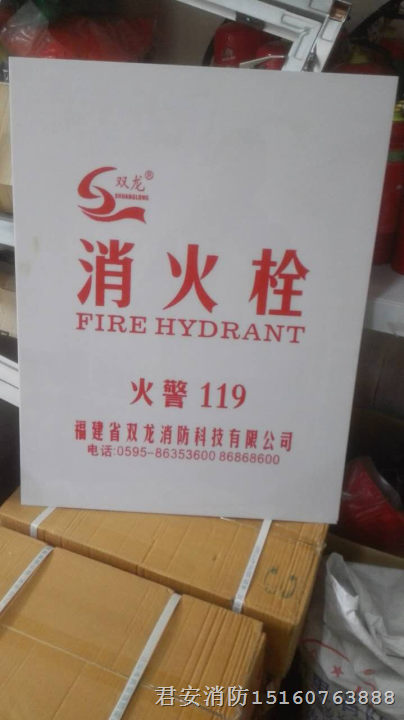 双龙®
SHUANGLONG
消火栓
FIRE HYDRANT
火警 119
福建省双龙消防科技有限公司
电话:0595-86353600 86868600
君安消防15160763888